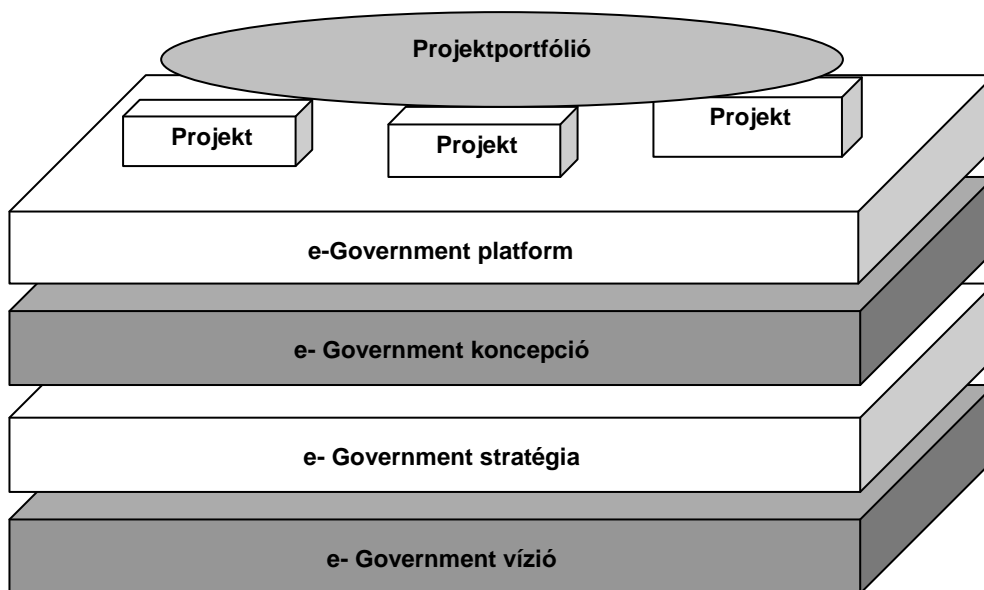 Projektportfólió
Projekt
Projekt
Projekt
e-Government platform
e- Government koncepció
e- Government stratégia
e- Government vízió